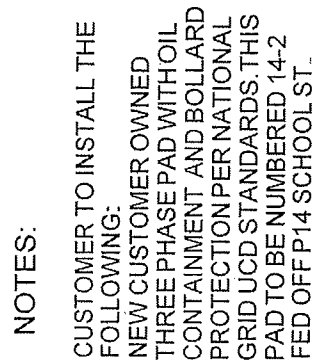 NOTES:
CUSTOMER TO INSTALL THE
FOLLOWING:
NEW CUSTOMER OWNED
THREE PHASE PAD WITH OIL
CONTAINMENT AND BOLLARD
PROTECTION PER NATIONAL
GRID UCD STANDARDS. THIS
PAD TO BE NUMBERED 14-2
FED OFF P14 SCHOOL ST.